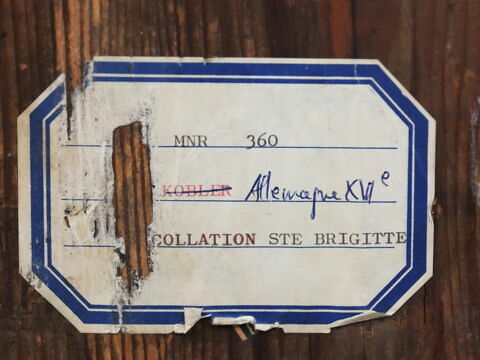 MNR 360
KOBLER Allemagne XVIe
COLLATION STE BRIGITTE